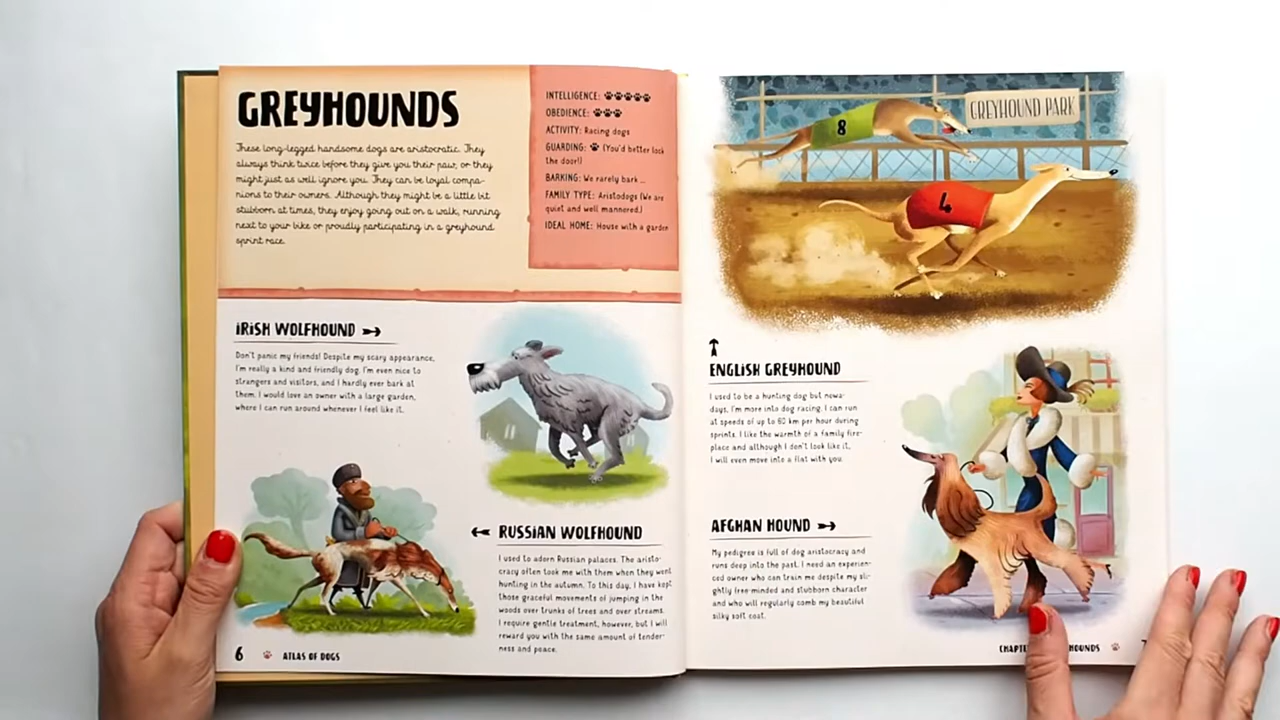 GREYHOUNDS
These long-legged handsome dogs are aristocratic. They
always think twice before they give you their paw, or they
might just as well ignore you. They can be loyal compa-
nions to their owners. Although they might be a little bit
stubborn at times, they enjoy going out on a walk, running
next to your bike or proudly participating in a greyhound
sprint race.
INTELLIGENCE:
OBEDIENCE:
ACTIVITY: Racing dogs
GUARDING: (You'd better lock
the door!)
BARKING: We rarely bark ...
FAMILY TYPE: Aristodogs (We are
quiet and well mannered.)
IDEAL HOME: House with a garden
IRISH WOLFHOUND
Don't panic my friends! Despite my scary appearance,
I'm really a kind and friendly dog. I'm even nice to
strangers and visitors, and I hardly ever bark at
them. I would love an owner with a large garden,
where I can run around whenever I feel like it.
RUSSIAN WOLFHOUND
I used to adorn Russian palaces. The aristo-
cracy often took me with them when they went
hunting in the autumn. To this day, I have kept
those graceful movements of jumping in the
woods over trunks of trees and over streams.
I require gentle treatment, however, but I will
reward you with the same amount of tender-
ness and peace.
6 ATLAS OF DOGS
GREYHOUND PARK
8
4
ENGLISH GREYHOUND
I used to be a hunting dog but nowa-
days, I'm more into dog racing. I can run
at speeds of up to 60 km per hour during
sprints. I like the warmth of a family fire-
place and although I don't look like it,
I will even move into a flat with you.
AFGHAN HOUND
My pedigree is full of dog aristocracy and
runs deep into the past. I need an experien-
ced owner who can train me despite my sli-
ghtly free-minded and stubborn character
and who will regularly comb my beautiful
silky soft coat.